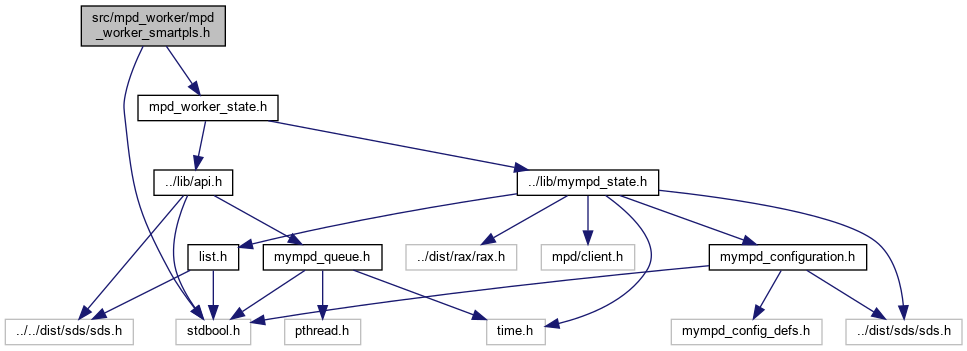 src/mpd_worker/mpd
_worker_smartpls.h
mpd_worker_state.h
../lib/api.h
../lib/mympd_state.h
list.h
mympd_queue.h
../dist/rax/rax.h
mpd/client.h
mympd_configuration.h
../../dist/sds/sds.h
stdbool.h
pthread.h
time.h
mympd_config_defs.h
../dist/sds/sds.h